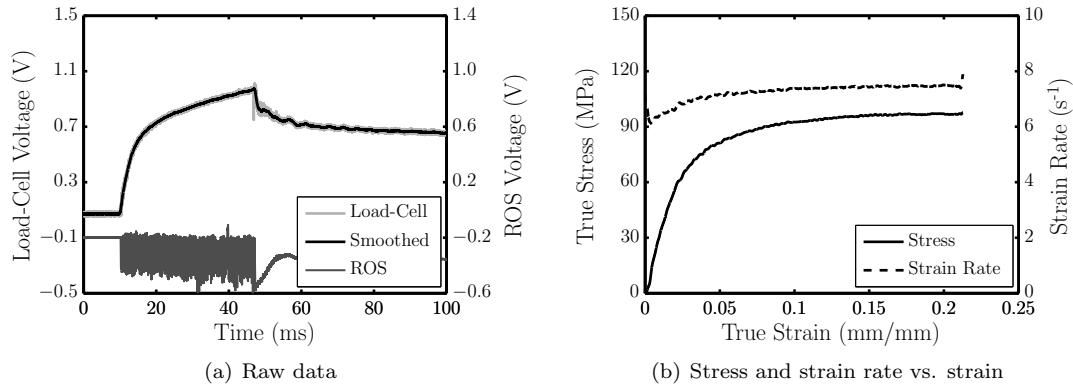 1.5
1.1
0.7
0.3
−0.1
−0.5
Load-Cell Voltage (V)
1.4
1.0
0.6
0.2
−0.2
−0.6
ROS Voltage (V)
Load-Cell
Smoothed
ROS
0 20 40 60 80 100
Time (ms)
(a) Raw data
150
120
90
60
30
0
True Stress (MPa)
10
8
6
4
2
0
Strain Rate (s⁻¹)
Stress
Strain Rate
0 0.05 0.1 0.15 0.2 0.25
True Strain (mm/mm)
(b) Stress and strain rate vs. strain